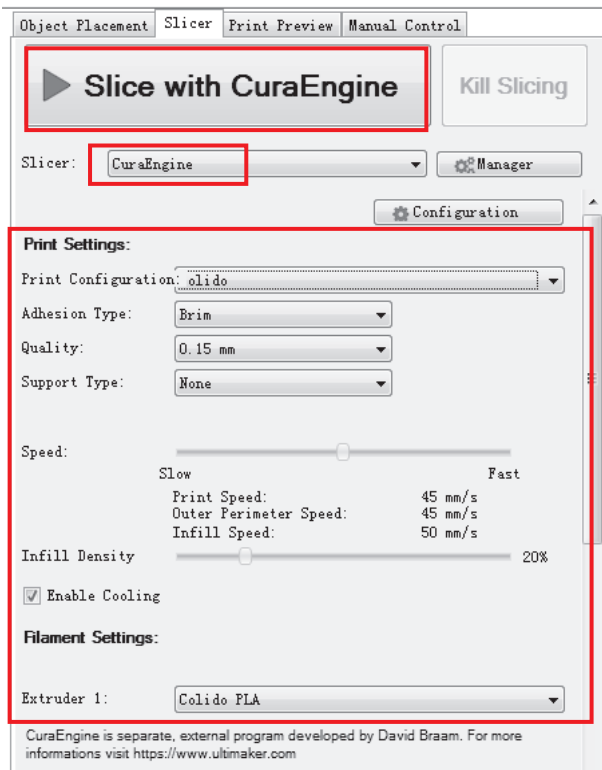 Object Placement Slicer Print Preview Manual Control
Slice with CuraEngine Kill Slicing
Slicer: CuraEngine Manager
Configuration
Print Settings:
Print Configuration: olido
Adhesion Type: Brim
Quality: 0.15 mm
Support Type: None
Speed:
Slow Fast
Print Speed: 45 mm/s
Outer Perimeter Speed: 45 mm/s
Infill Speed: 50 mm/s
Infill Density 20%
Enable Cooling
Filament Settings:
Extruder 1: Colido PLA
CuraEngine is separate, external program developed by David Braam. For more
informations visit https://www.ultimaker.com